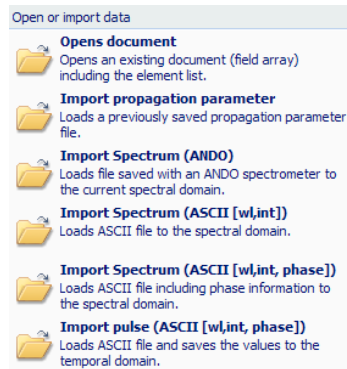 Open or import data
Opens document
Opens an existing document (field array)
including the element list.
Import propagation parameter
Loads a previously saved propagation parameter
file.
Import Spectrum (ANDO)
Loads file saved with an ANDO spectrometer to
the current spectral domain.
Import Spectrum (ASCII [wl,int])
Loads ASCII file to the spectral domain.
Import Spectrum (ASCII [wl,int, phase])
Loads ASCII file including phase information to
the spectral domain.
Import pulse (ASCII [wl,int, phase])
Loads ASCII file and saves the values to the
temporal domain.